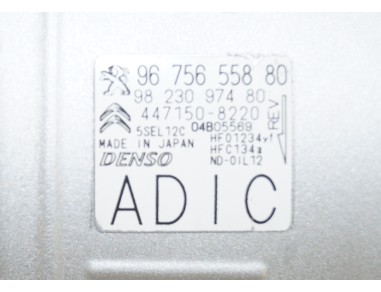 96 756 558 80
98 230 974 80
447150-8220
5SEL12C 04B05569
MADE IN JAPAN HFO1234yf
HFC134a
DENSO ND-OIL12
REV
ADIC